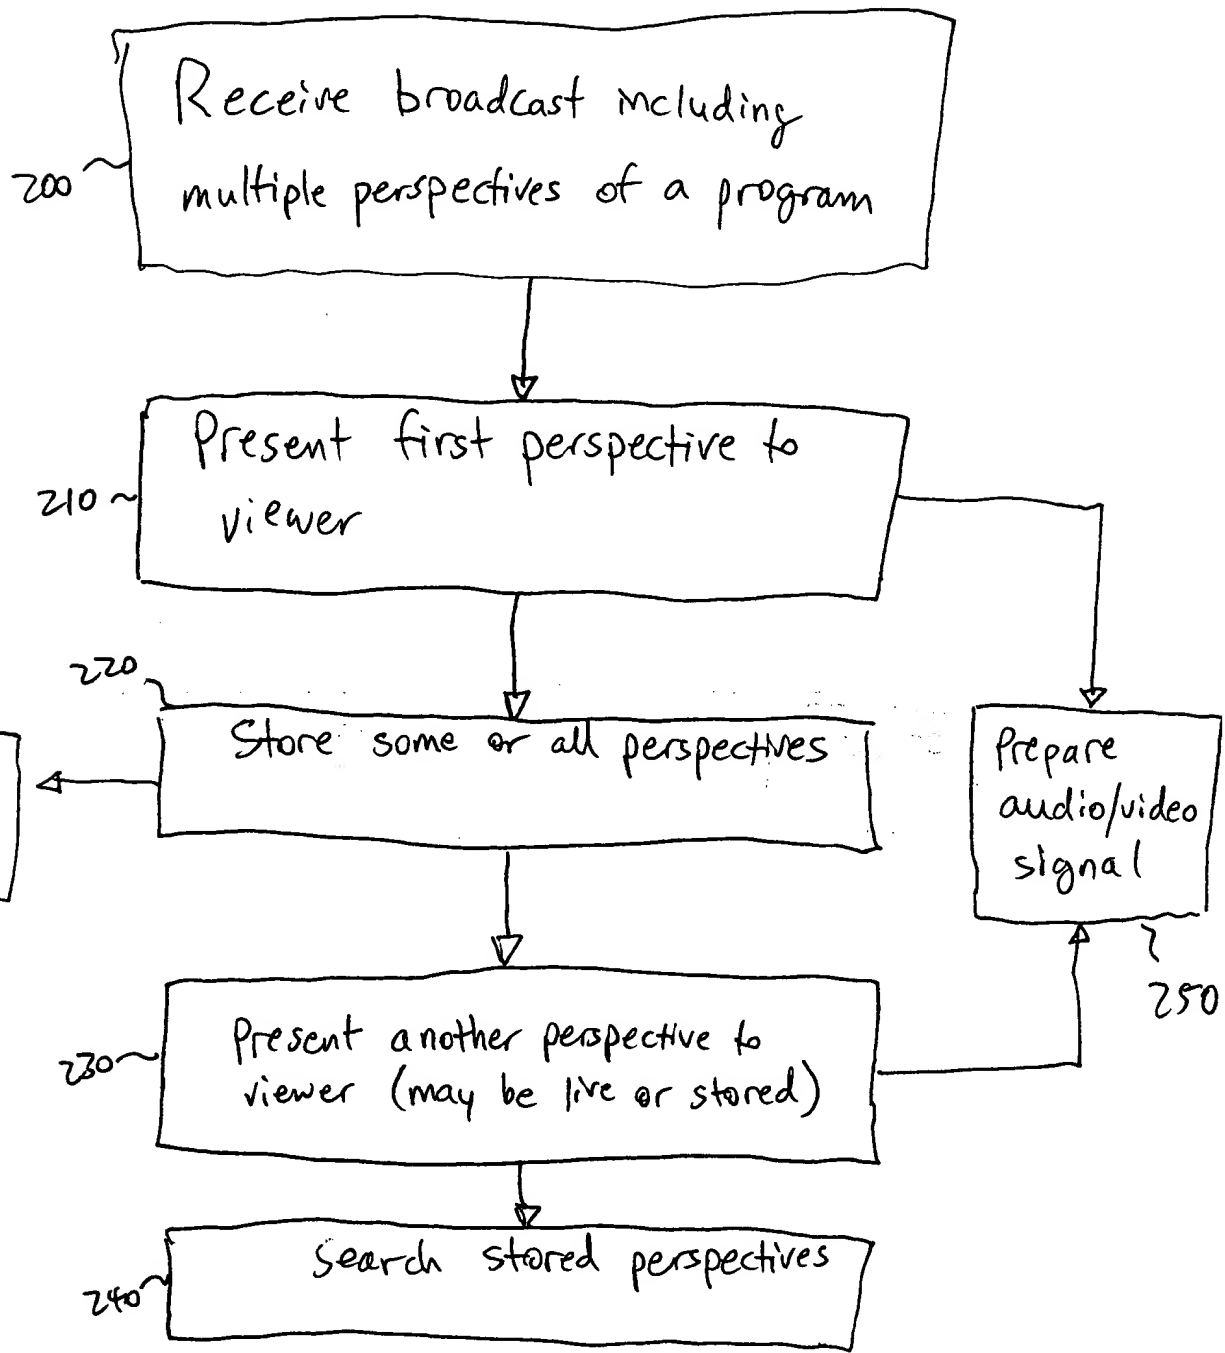 Receive broadcast including
200
multiple perspectives of a program
Present first perspective to
210
viewer
220
Store some or all perspectives
Prepare
audio/video
signal
250
Present another perspective to
230
viewer (may be live or stored)
Search stored perspectives
240